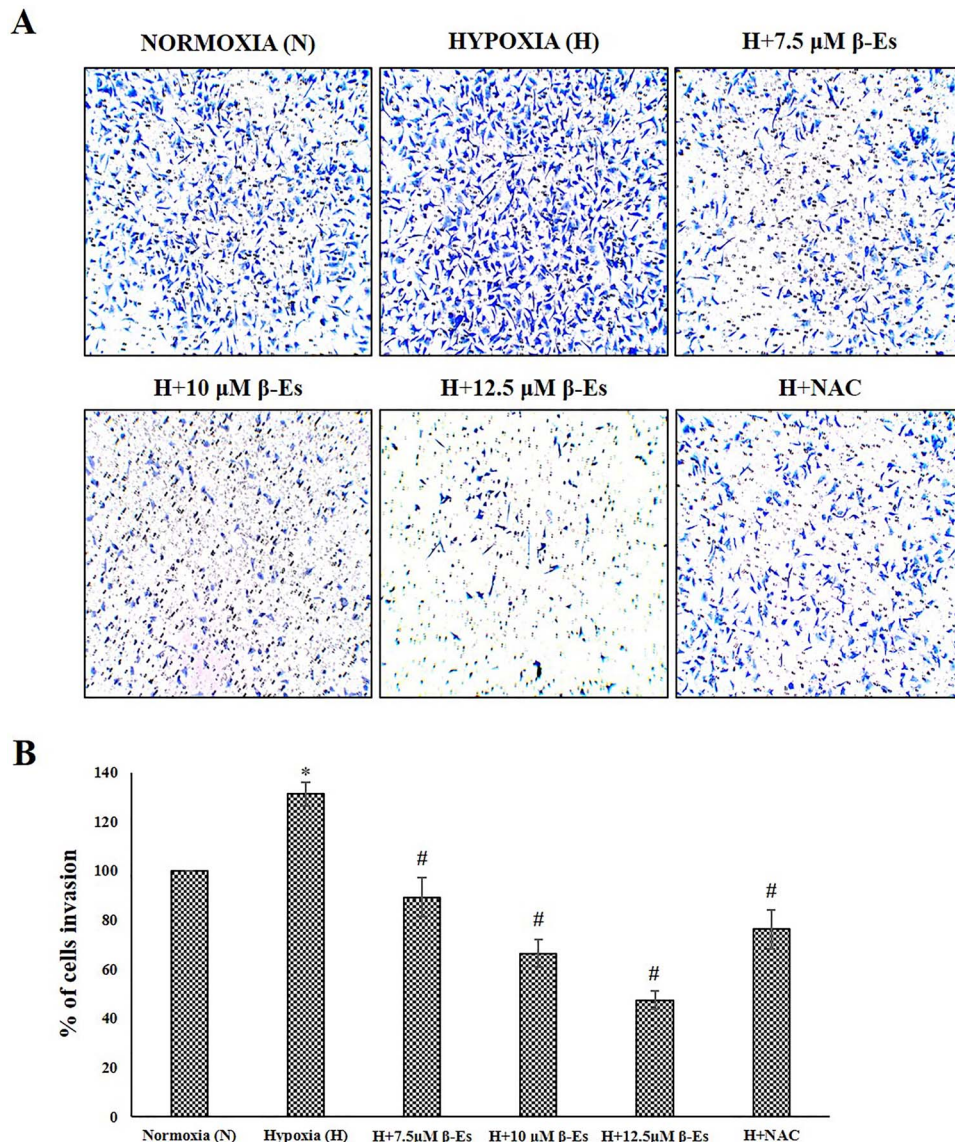 A
NORMOXIA (N) HYPOXIA (H) H+7.5 µM β-Es
H+10 µM β-Es H+12.5 µM β-Es H+NAC
B
140
120
100
80
60
40
20
0
% of cells invasion
*
#
#
#
#
Normoxia (N) Hypoxia (H) H+7.5µM β-Es H+10 µM β-Es H+12.5µM β-Es H+NAC